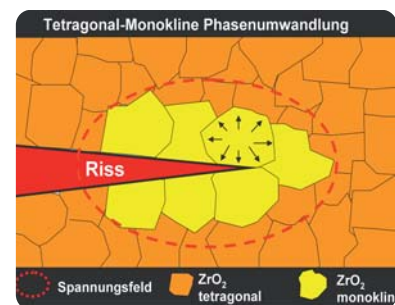 Tetragonal-Monokline Phasenumwandlung
Riss
Spannungsfeld
ZrO₂
tetragonal
ZrO₂
monoklin